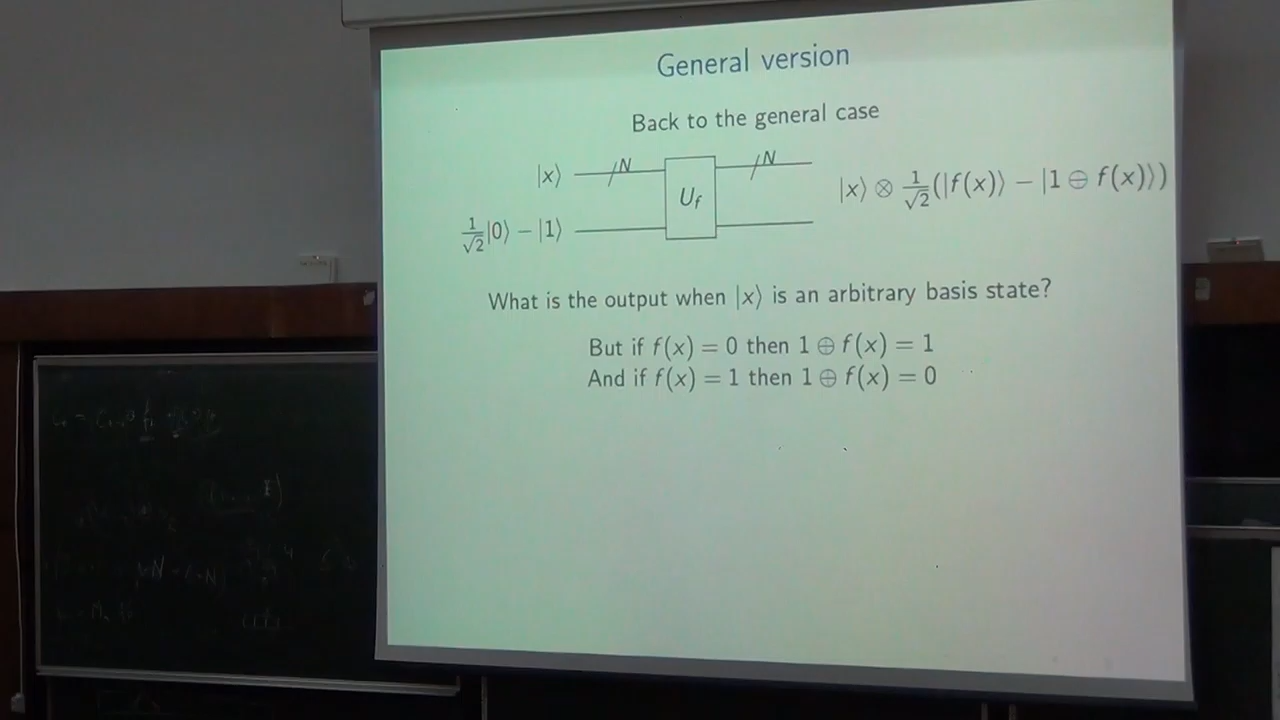 General version
Back to the general case
|x⟩ N U_f N |x⟩ ⊗ 1/√2(|f(x)⟩ − |1 ⊕ f(x)⟩)
1/√2|0⟩ − |1⟩
What is the output when |x⟩ is an arbitrary basis state?
But if f(x) = 0 then 1 ⊕ f(x) = 1
And if f(x) = 1 then 1 ⊕ f(x) = 0